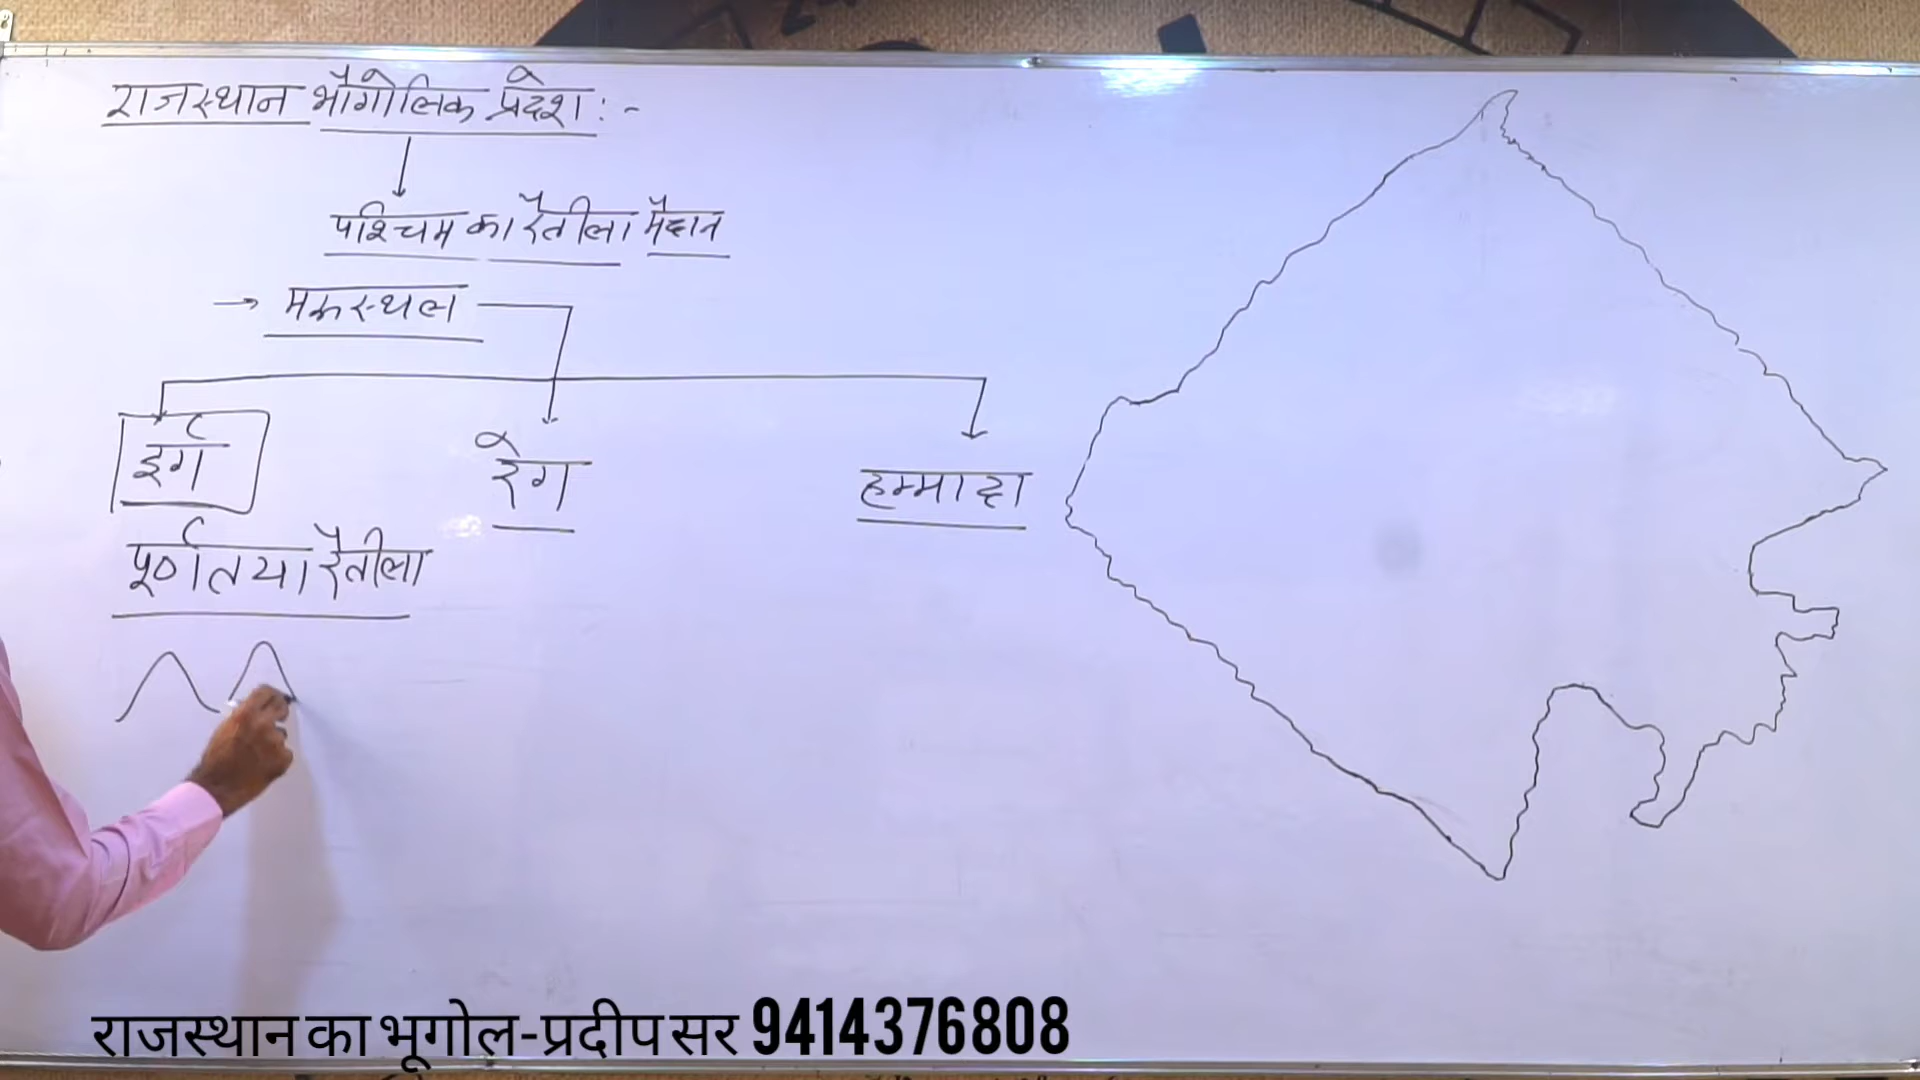 राजस्थान भौगोलिक प्रदेश:-
पश्चिम का रैतीला मैदान
→ मरूस्थल
इर्ग रेग हम्मादा
पूर्णतया रैतीला
राजस्थान का भूगोल-प्रदीप सर 9414376808